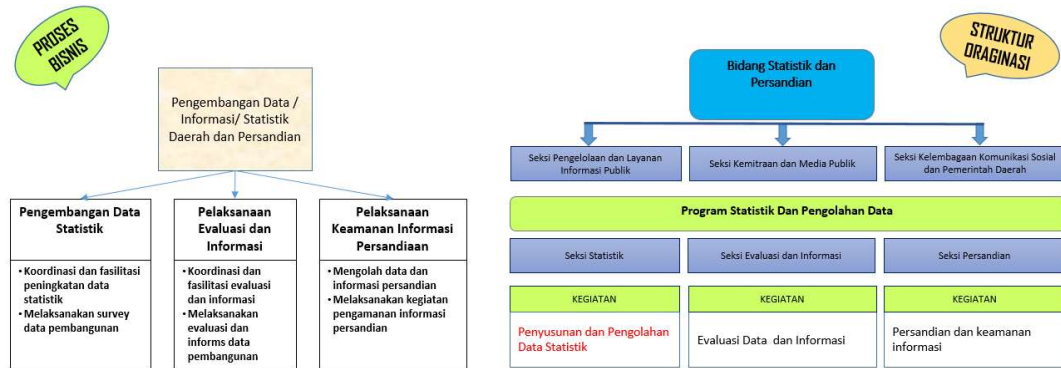 PROSES
BISNIS
Pengembangan Data /
Informasi/ Statistik
Daerah dan Persandian
Pengembangan Data
Statistik
• Koordinasi dan fasilitasi
peningkatan data
statistik
• Melaksanakan survey
data pembangunan
Pelaksanaan
Evaluasi dan
Informasi
• Koordinasi dan
fasilitasi evaluasi
dan informasi
• Melaksanakan
evaluasi dan
informs data
pembangunan
Pelaksanaan
Keamanan Informasi
Persandiaan
• Mengolah data dan
informasi persandian
• Melaksanakan kegiatan
pengamanan informasi
persandian
STRUKTUR
ORAGINASI
Bidang Statistik dan
Persandian
Seksi Pengelolaan dan Layanan
Informasi Publik
Seksi Kemitraan dan Media Publik
Seksi Kelembagaan Komunikasi Sosial
dan Pemerintah Daerah
Program Statistik Dan Pengolahan Data
Seksi Statistik
Seksi Evaluasi dan Informasi
Seksi Persandian
KEGIATAN
KEGIATAN
KEGIATAN
Penyusunan dan Pengolahan
Data Statistik
Evaluasi Data dan Informasi
Persandian dan keamanan
informasi